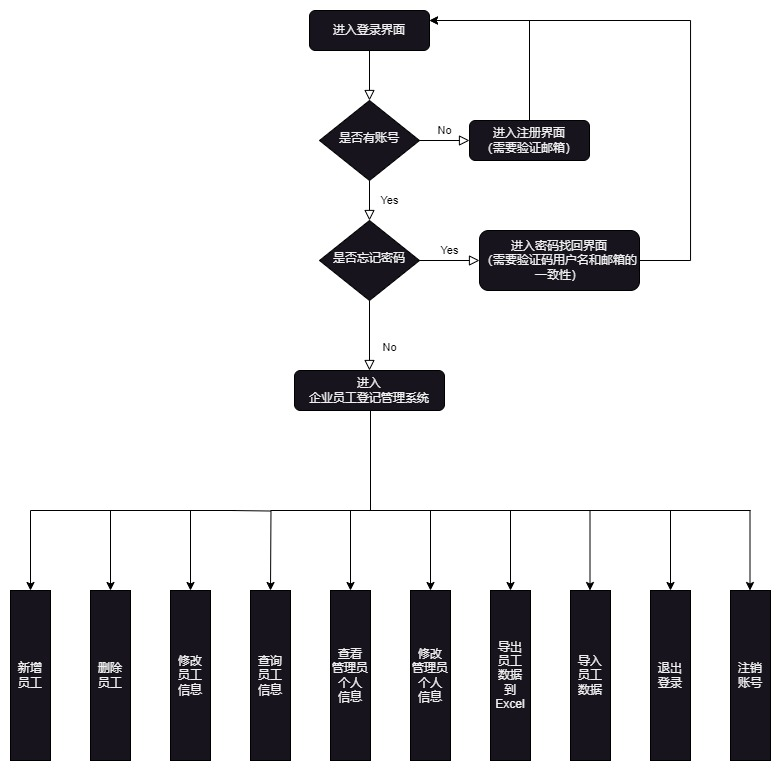 进入登录界面
是否有账号
No
进入注册界面
（需要验证邮箱）
Yes
是否忘记密码
Yes
进入密码找回界面
（需要验证码用户名和邮箱的
一致性）
No
进入
企业员工登记管理系统
新增
员工
删除
员工
修改
员工
信息
查询
员工
信息
查看
管理员
个人
信息
修改
管理员
个人
信息
导出
员工
数据
到
Excel
导入
员工
数据
退出
登录
注销
账号